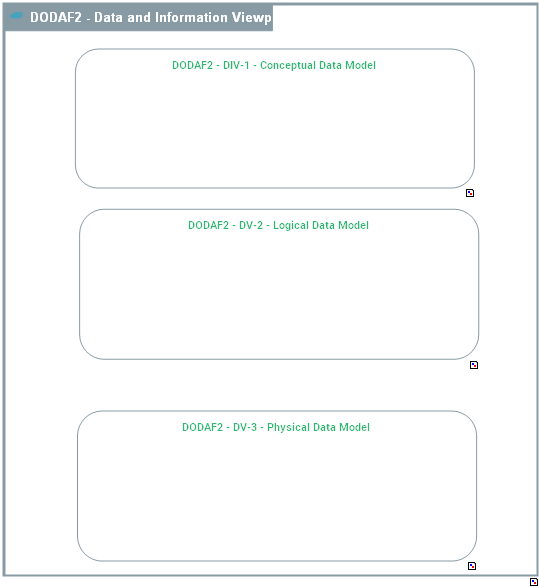 DODAF2 - Data and Information Viewp
DODAF2 - DIV-1 - Conceptual Data Model
DODAF2 - DV-2 - Logical Data Model
DODAF2 - DV-3 - Physical Data Model